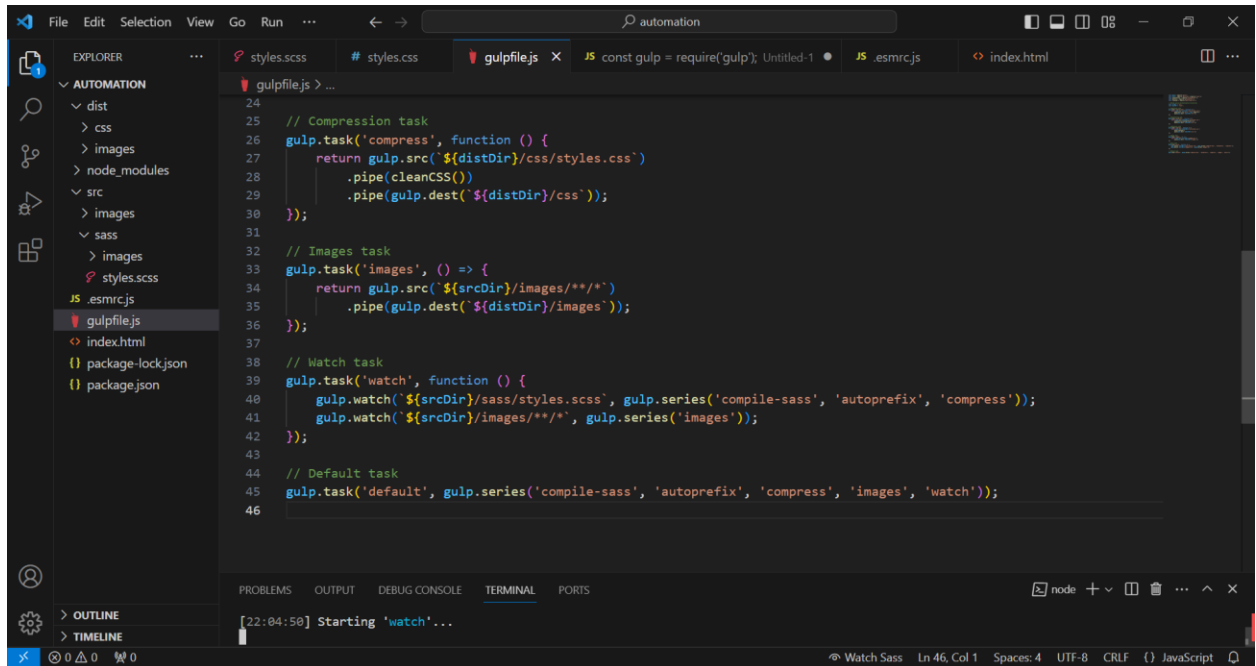 File Edit Selection View Go Run ··· ← → automation
EXPLORER ···
AUTOMATION
dist
css
images
node_modules
src
images
sass
images
styles.scss
JS .esmrc.js
gulpfile.js
<> index.html
{} package-lock.json
{} package.json
OUTLINE
TIMELINE
styles.scss # styles.css gulpfile.js × JS const gulp = require('gulp'); Untitled-1 ● JS .esmrc.js <> index.html ···
gulpfile.js > ...
24
25 // Compression task
26 gulp.task('compress', function () {
27     return gulp.src(`${distDir}/css/styles.css`)
28         .pipe(cleanCSS())
29         .pipe(gulp.dest(`${distDir}/css`));
30 });
31
32 // Images task
33 gulp.task('images', () => {
34     return gulp.src(`${srcDir}/images/**/*`)
35         .pipe(gulp.dest(`${distDir}/images`));
36 });
37
38 // Watch task
39 gulp.task('watch', function () {
40     gulp.watch(`${srcDir}/sass/styles.scss`, gulp.series('compile-sass', 'autoprefix', 'compress'));
41     gulp.watch(`${srcDir}/images/**/*`, gulp.series('images'));
42 });
43
44 // Default task
45 gulp.task('default', gulp.series('compile-sass', 'autoprefix', 'compress', 'images', 'watch'));
46
PROBLEMS OUTPUT DEBUG CONSOLE TERMINAL PORTS node
[22:04:50] Starting 'watch'...
0 0 0 Watch Sass Ln 46, Col 1 Spaces: 4 UTF-8 CRLF {} JavaScript